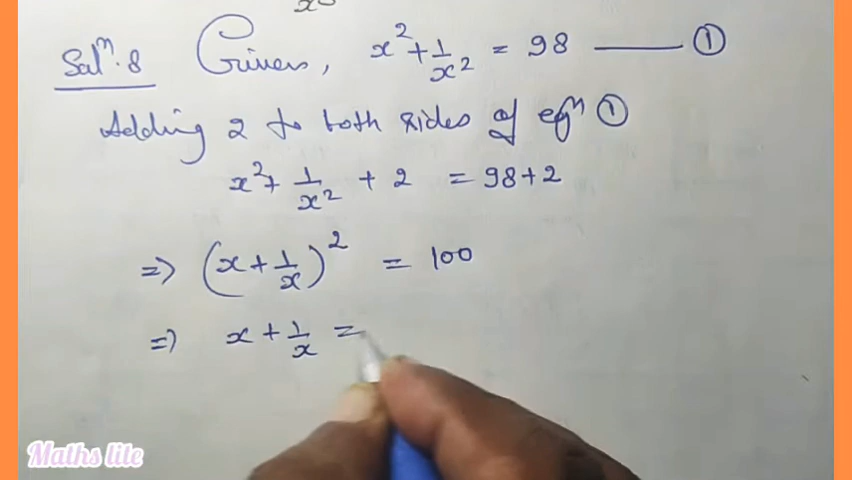 Solⁿ. 8 Given, x² + 1/x² = 98 ——— ①
Adding 2 to both sides of eqⁿ ①
x² + 1/x² + 2 = 98 + 2
=> (x + 1/x)² = 100
=> x + 1/x =
Maths lite